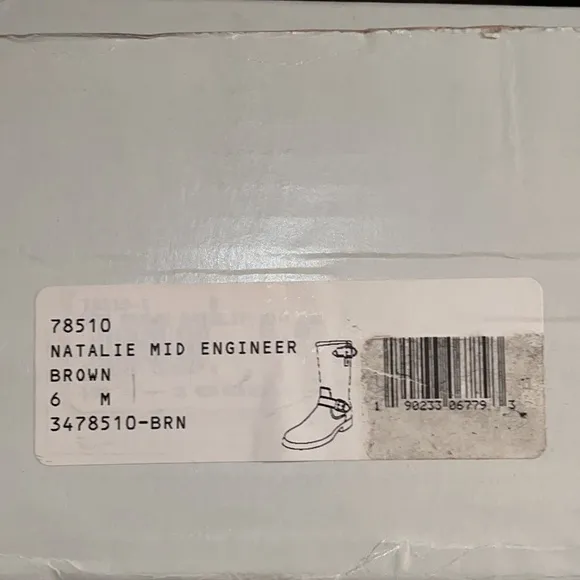 78510
NATALIE MID ENGINEER
BROWN
6 M
3478510-BRN
1 90233 06779 3